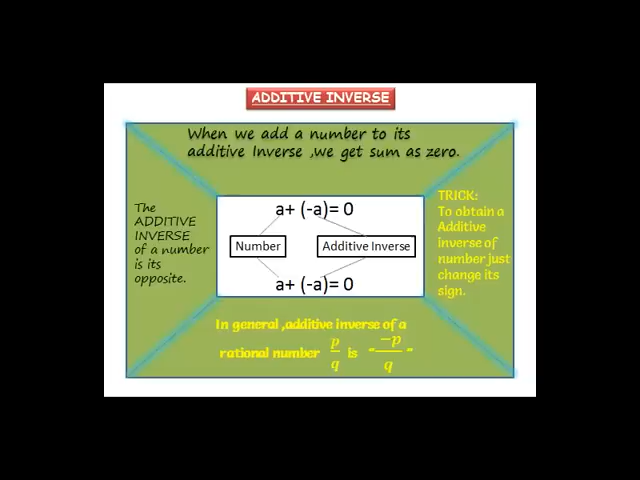 ADDITIVE INVERSE
When we add a number to its
additive Inverse ,we get sum as zero.
The
ADDITIVE
INVERSE
of a number
is its
opposite.
a+ (-a)= 0
Number
Additive Inverse
a+ (-a)= 0
TRICK:
To obtain a
Additive
inverse of
number just
change its
sign.
In general ,additive inverse of a
rational number p/q is "−p/q"